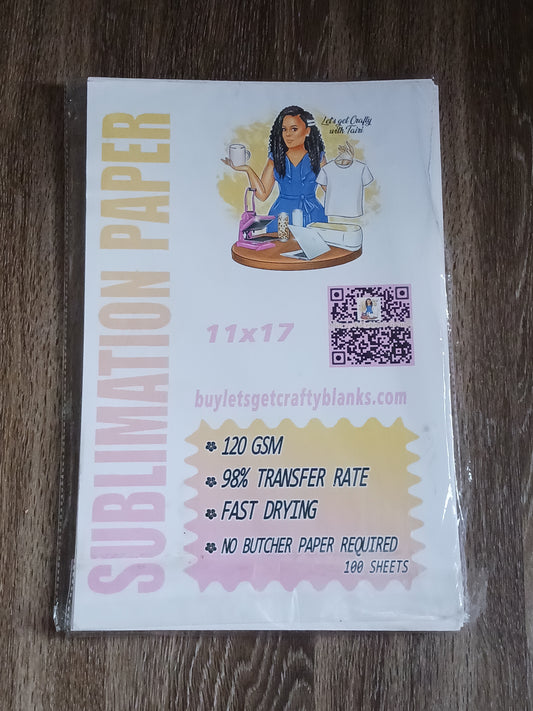 SUBLIMATION PAPER
Let's get Crafty
with Tairi
11x17
buyletsgetcraftyblanks.com
120 GSM
98% TRANSFER RATE
FAST DRYING
NO BUTCHER PAPER REQUIRED
100 SHEETS